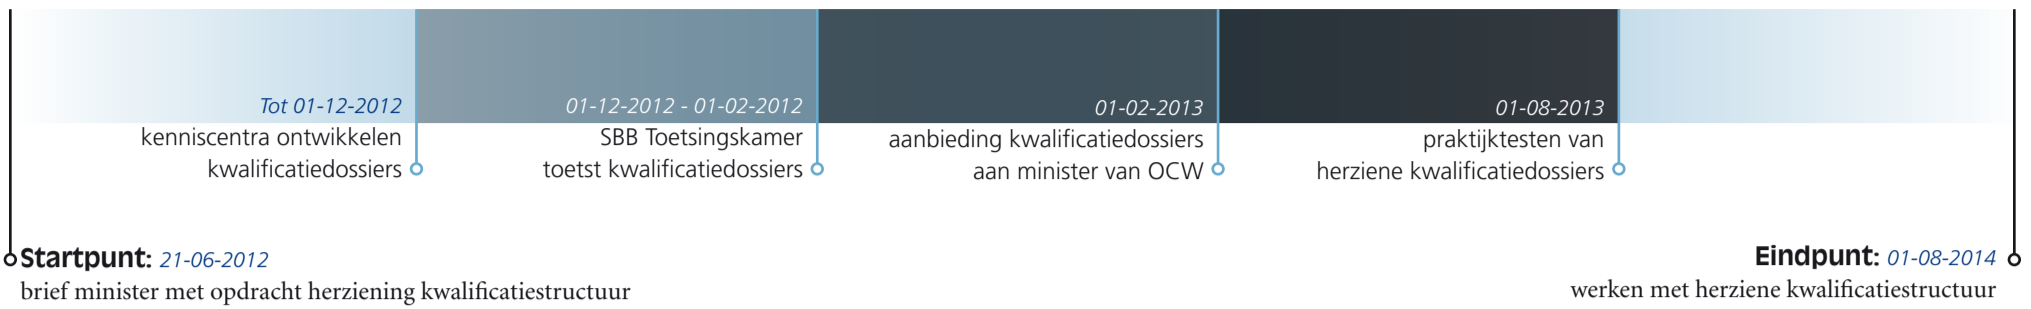 Tot 01-12-2012
kenniscentra ontwikkelen
kwalificatiedossiers
01-12-2012 - 01-02-2012
SBB Toetsingskamer
toetst kwalificatiedossiers
01-02-2013
aanbieding kwalificatiedossiers
aan minister van OCW
01-08-2013
praktijktesten van
herziene kwalificatiedossiers
Startpunt: 21-06-2012
brief minister met opdracht herziening kwalificatiestructuur
Eindpunt: 01-08-2014
werken met herziene kwalificatiestructuur